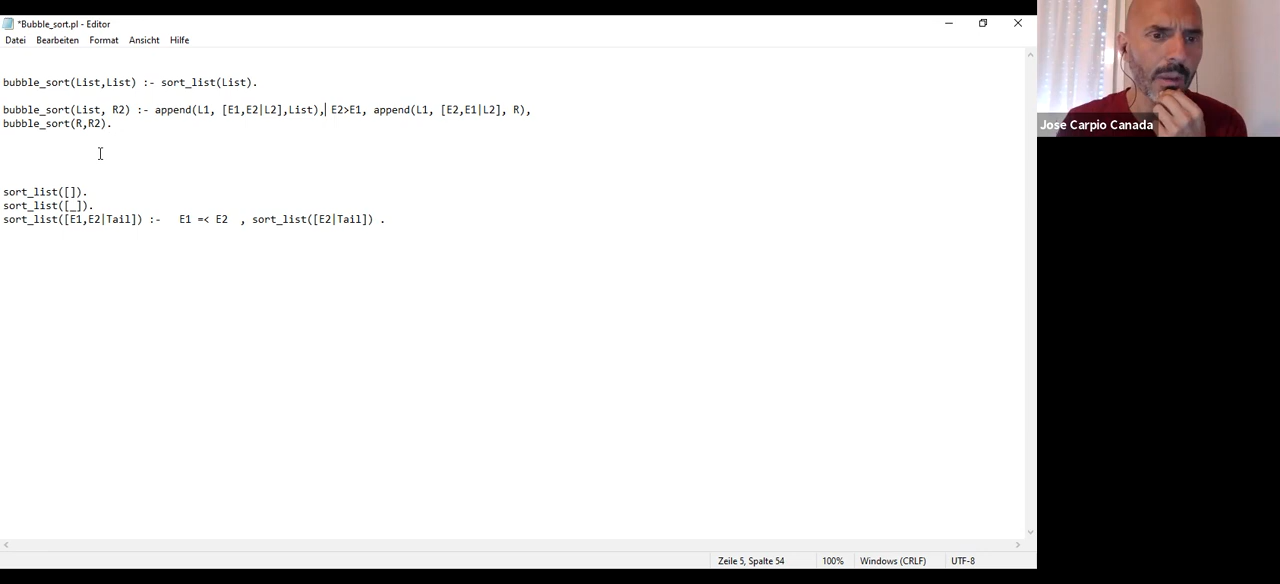 *Bubble_sort.pl - Editor
Datei Bearbeiten Format Ansicht Hilfe
bubble_sort(List,List) :- sort_list(List).
bubble_sort(List, R2) :- append(L1, [E1,E2|L2],List), E2>E1, append(L1, [E2,E1|L2], R),
bubble_sort(R,R2).
sort_list([]).
sort_list([_]).
sort_list([E1,E2|Tail]) :-   E1 =< E2  , sort_list([E2|Tail]) .
Zeile 5, Spalte 54 100% Windows (CRLF) UTF-8
Jose Carpio Canada